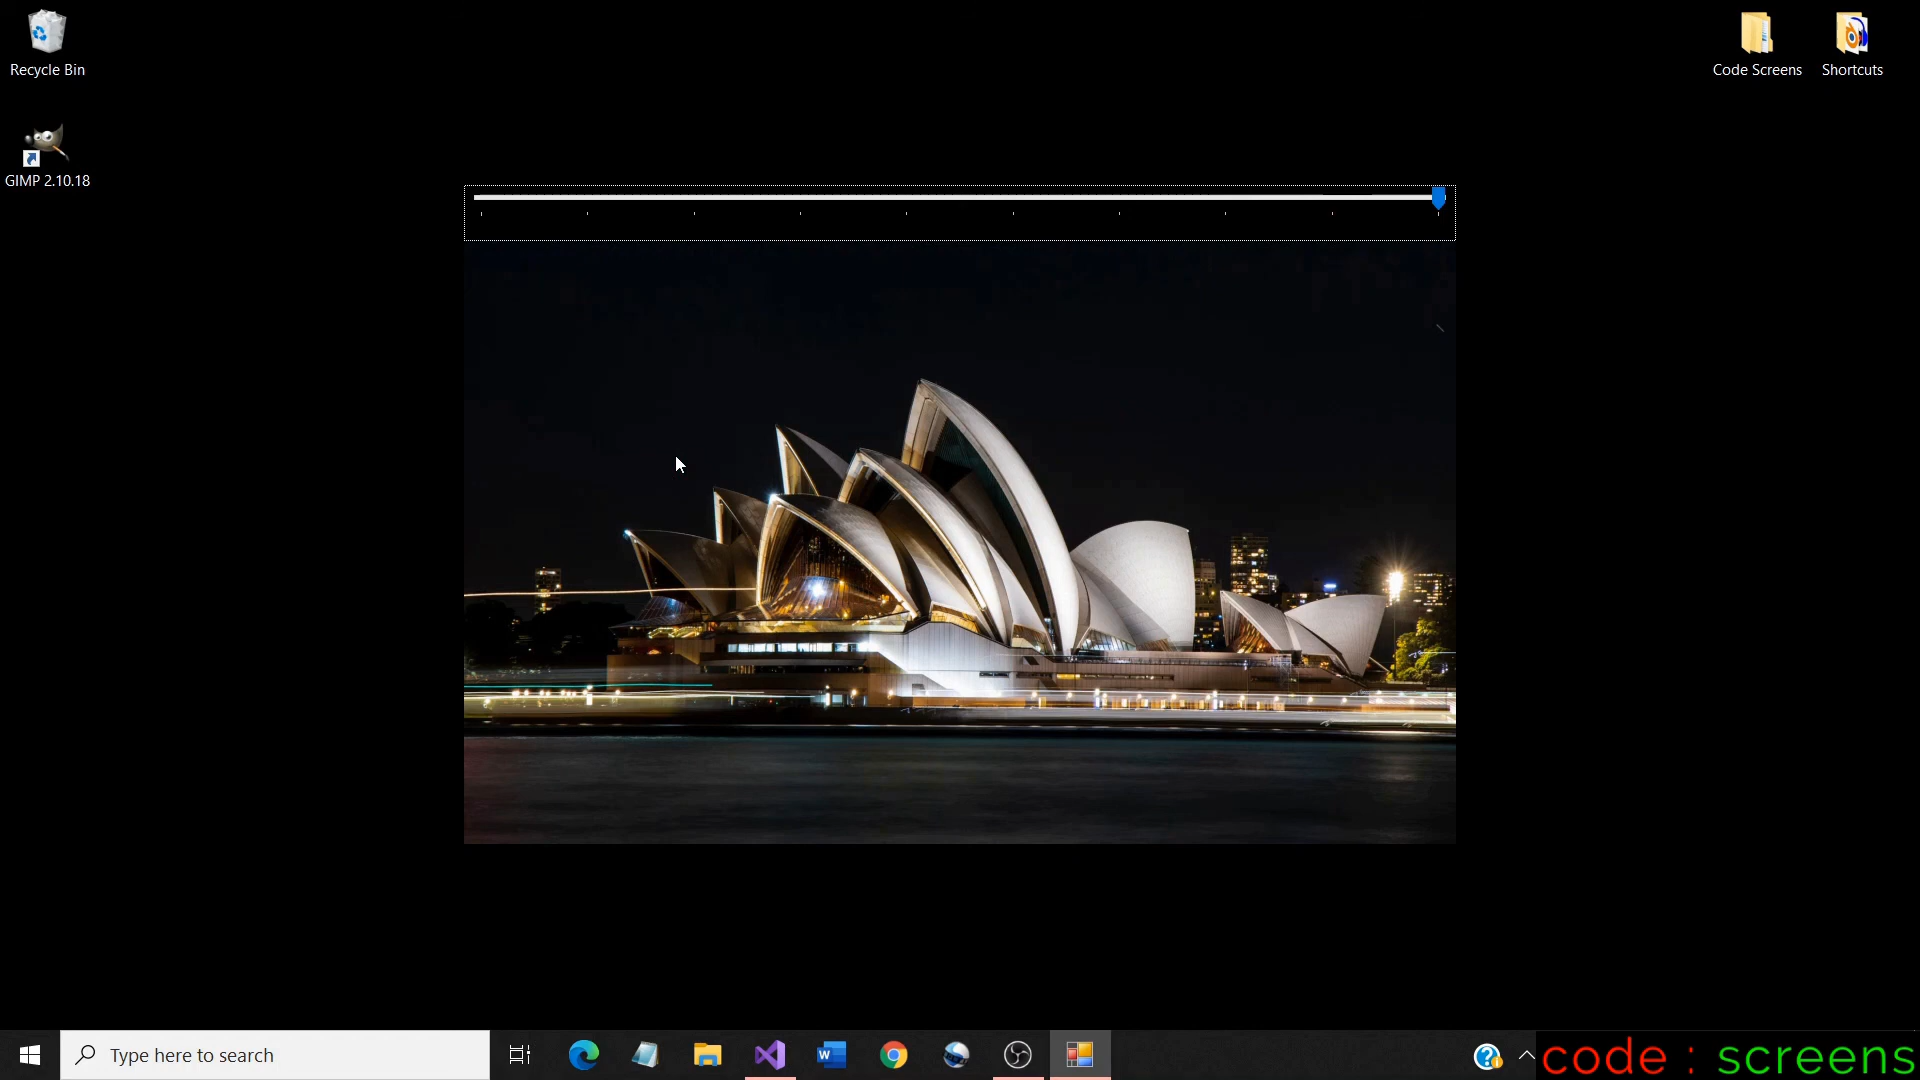 Recycle Bin
Code Screens
Shortcuts
GIMP 2.10.18
Type here to search
code : screens